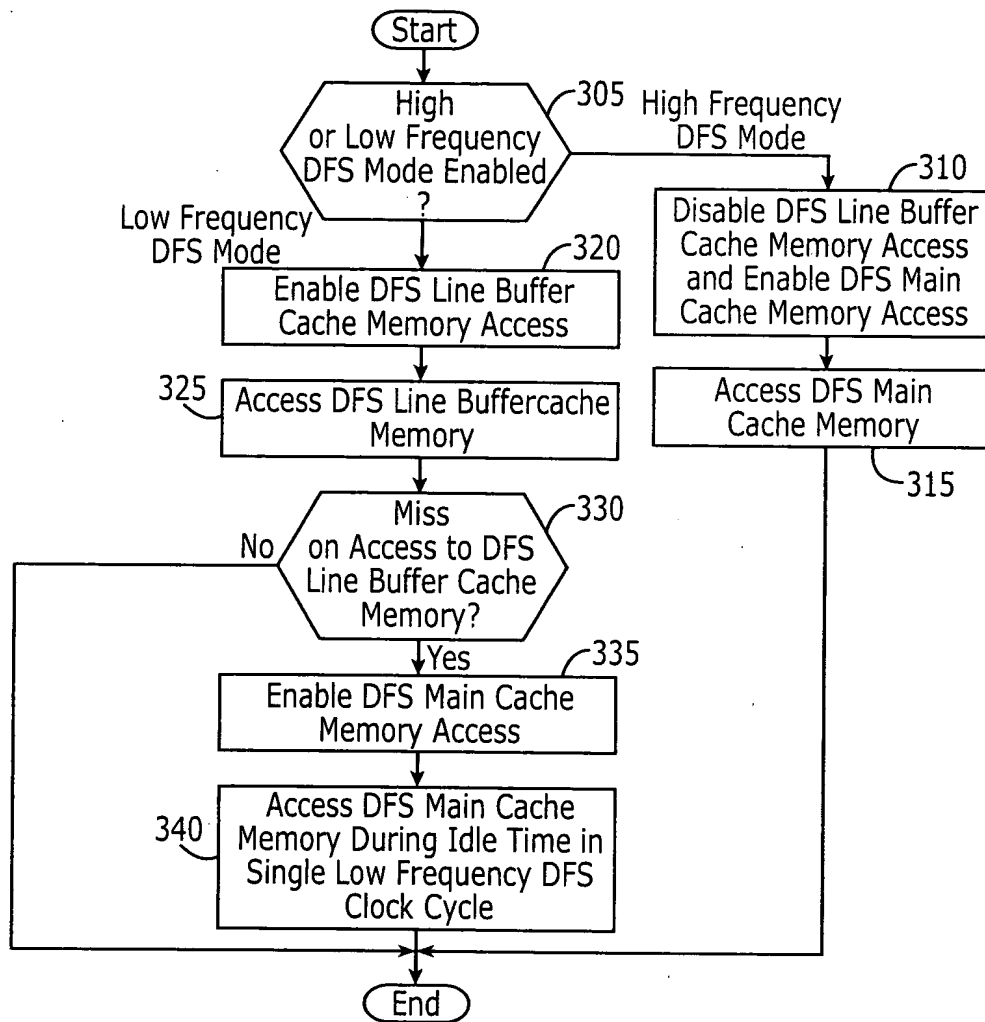 Start
High
or Low Frequency
DFS Mode Enabled
?
305
High Frequency
DFS Mode
310
Disable DFS Line Buffer
Cache Memory Access
and Enable DFS Main
Cache Memory Access
Low Frequency
DFS Mode
320
Enable DFS Line Buffer
Cache Memory Access
325
Access DFS Line Buffercache
Memory
Access DFS Main
Cache Memory
315
Miss
on Access to DFS
Line Buffer Cache
Memory?
330
No
Yes
335
Enable DFS Main Cache
Memory Access
340
Access DFS Main Cache
Memory During Idle Time in
Single Low Frequency DFS
Clock Cycle
End